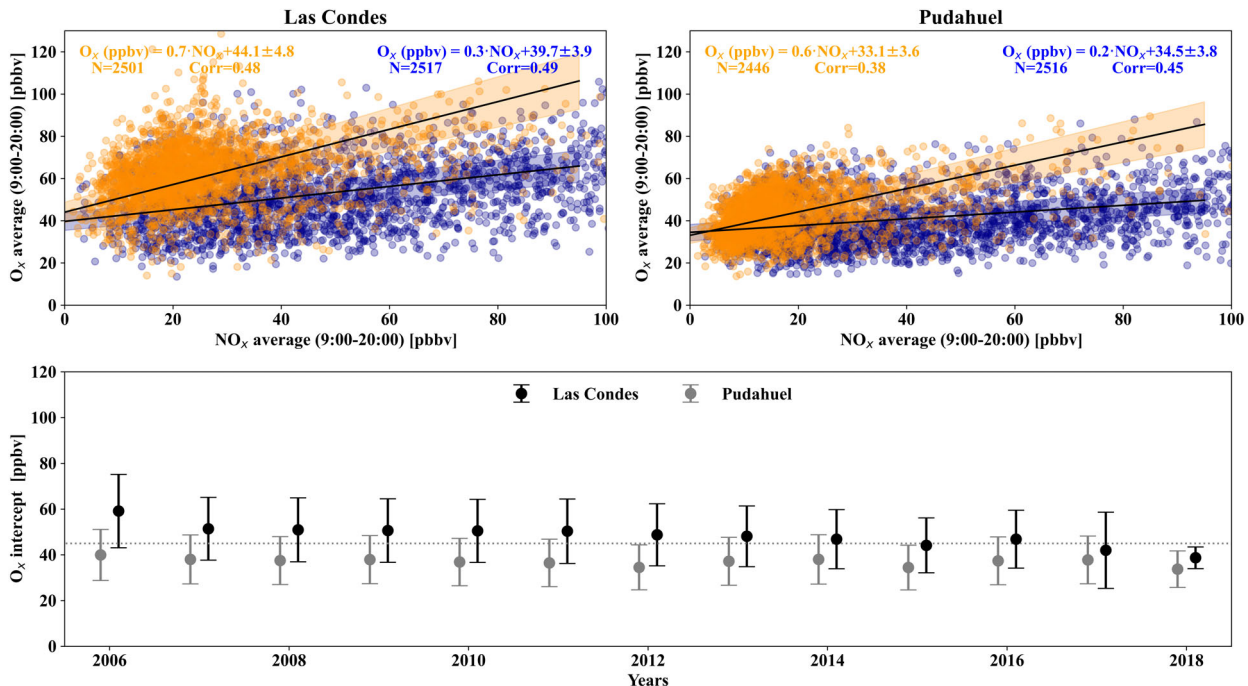 Las Condes
Oₓ (ppbv) = 0.7·NOₓ+44.1±4.8
N=2501 Corr=0.48
Oₓ (ppbv) = 0.3·NOₓ+39.7±3.9
N=2517 Corr=0.49
Oₓ average (9:00-20:00) [pbbv]
120
100
80
60
40
20
0
0 20 40 60 80 100
NOₓ average (9:00-20:00) [pbbv]
Pudahuel
Oₓ (ppbv) = 0.6·NOₓ+33.1±3.6
N=2446 Corr=0.38
Oₓ (ppbv) = 0.2·NOₓ+34.5±3.8
N=2516 Corr=0.45
Oₓ average (9:00-20:00) [pbbv]
120
100
80
60
40
20
0
0 20 40 60 80 100
NOₓ average (9:00-20:00) [pbbv]
Las Condes Pudahuel
Oₓ intercept [ppbv]
120
100
80
60
40
20
0
2006 2008 2010 2012 2014 2016 2018
Years